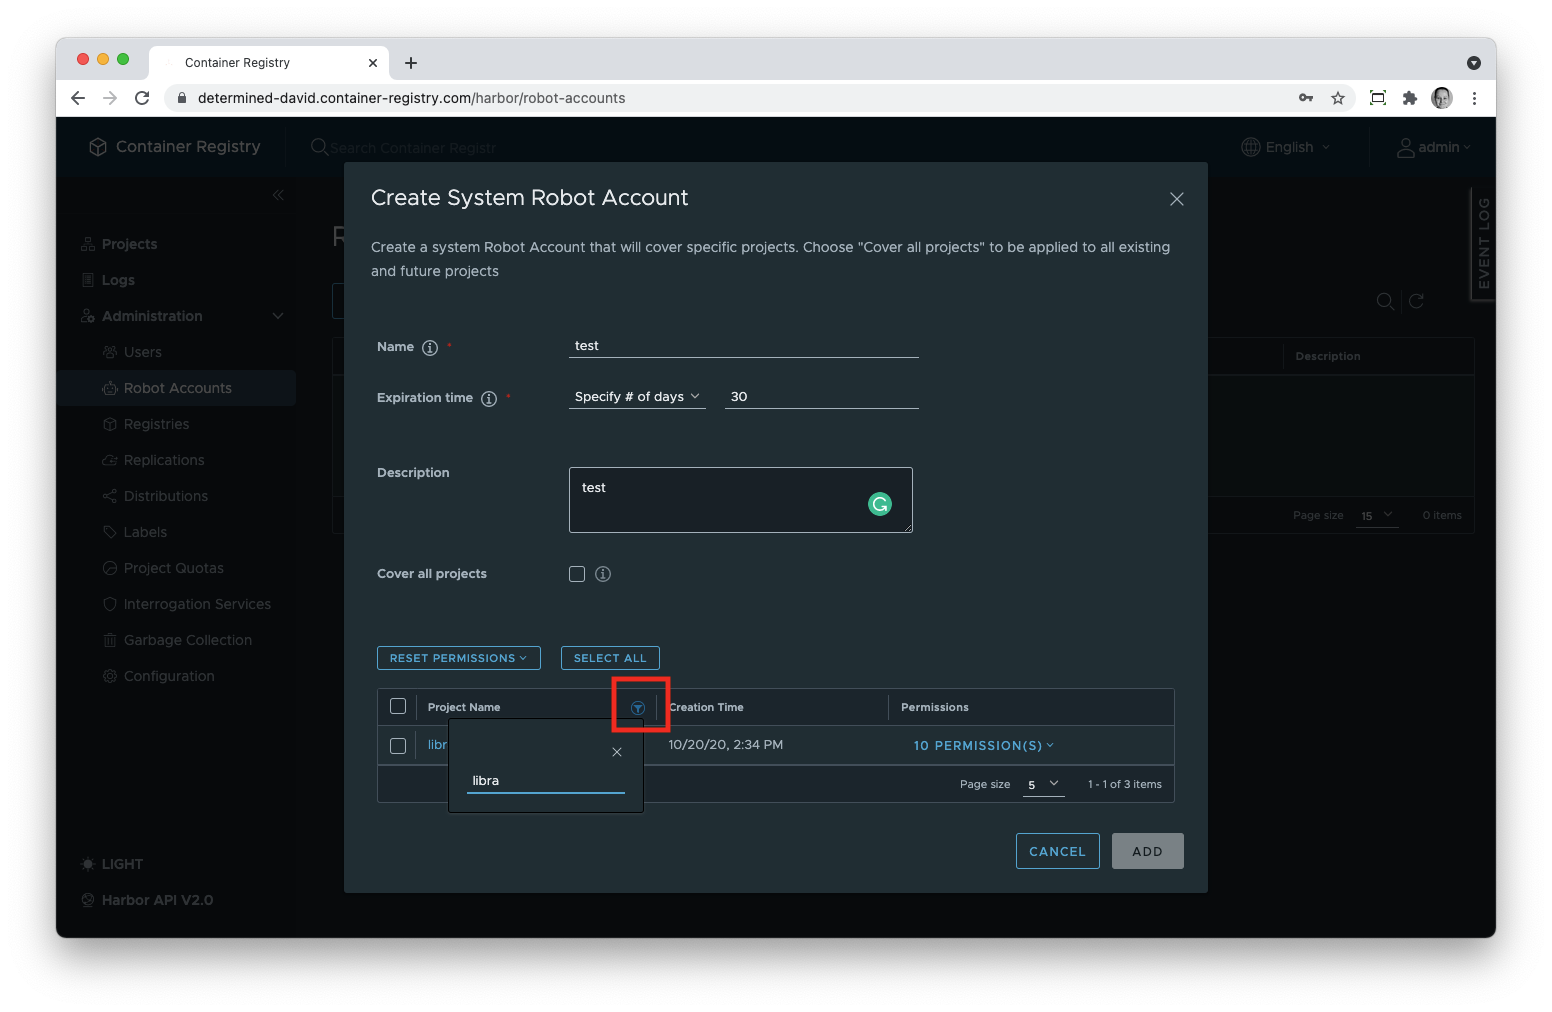 Container Registry
determined-david.container-registry.com/harbor/robot-accounts
Container Registry
Search Container Registr
English
admin
EVENT LOG
Projects
Logs
Administration
Users
Robot Accounts
Registries
Replications
Distributions
Labels
Project Quotas
Interrogation Services
Garbage Collection
Configuration
LIGHT
Harbor API V2.0
R
Description
Page size 15 0 items
Create System Robot Account
Create a system Robot Account that will cover specific projects. Choose "Cover all projects" to be applied to all existing
and future projects
Name * test
Expiration time * Specify # of days 30
Description test
Cover all projects
RESET PERMISSIONS SELECT ALL
Project Name Creation Time Permissions
libr 10/20/20, 2:34 PM 10 PERMISSION(S)
libra
Page size 5 1 - 1 of 3 items
CANCEL ADD